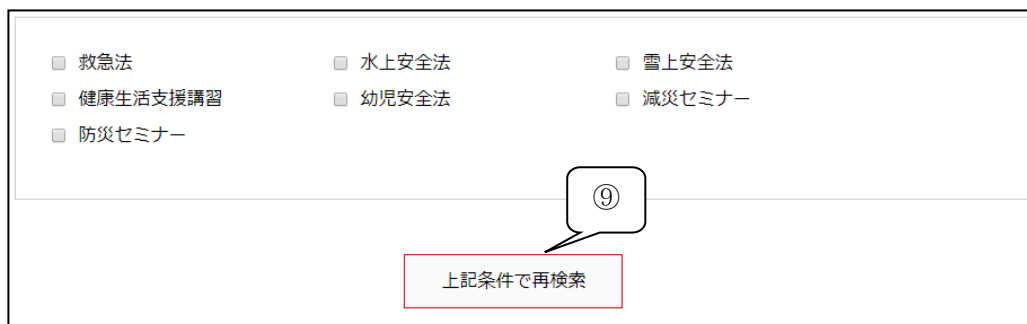 救急法 水上安全法 雪上安全法
健康生活支援講習 幼児安全法 減災セミナー
防災セミナー
⑨
上記条件で再検索